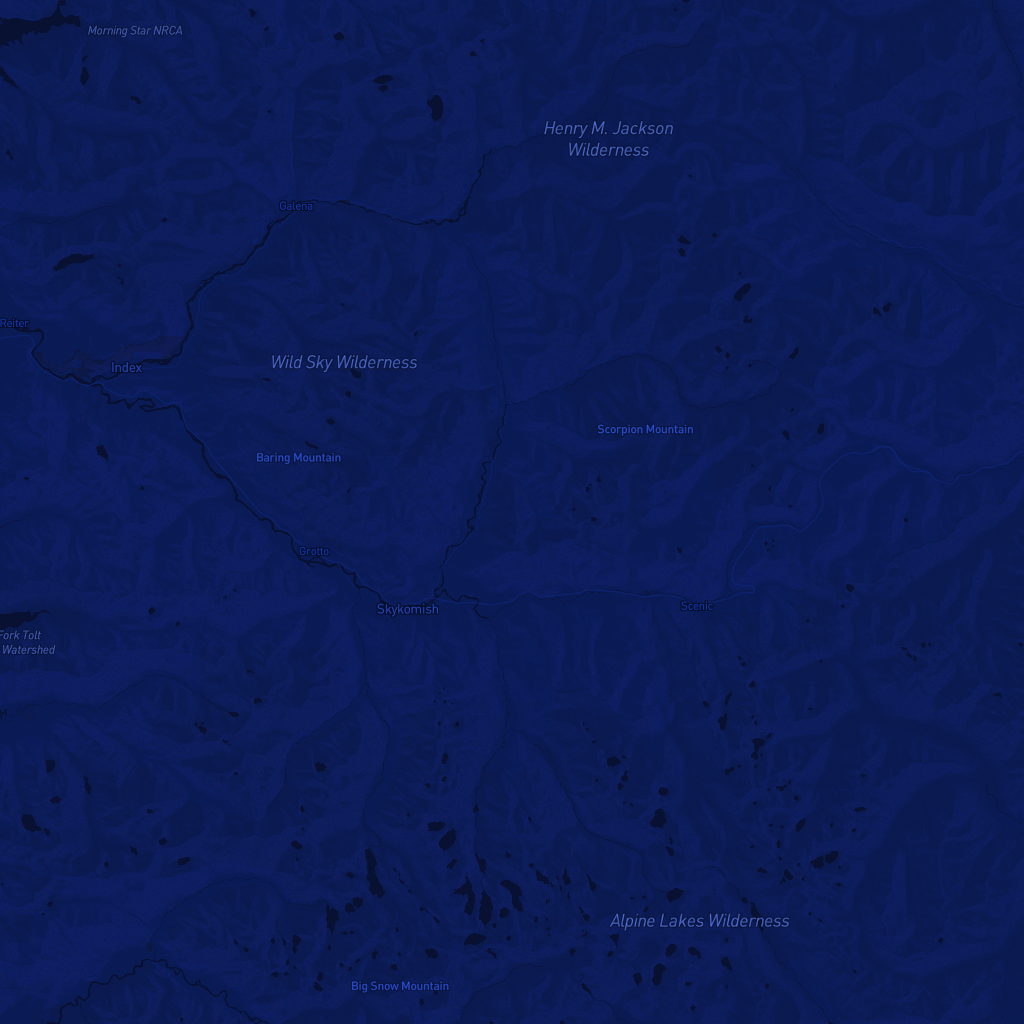 Morning Star NRCA
Henry M. Jackson
Wilderness
Galena
Reiter
Index
Wild Sky Wilderness
Scorpion Mountain
Baring Mountain
Grotto
Skykomish
Scenic
Fork Tolt
Watershed
Alpine Lakes Wilderness
Big Snow Mountain